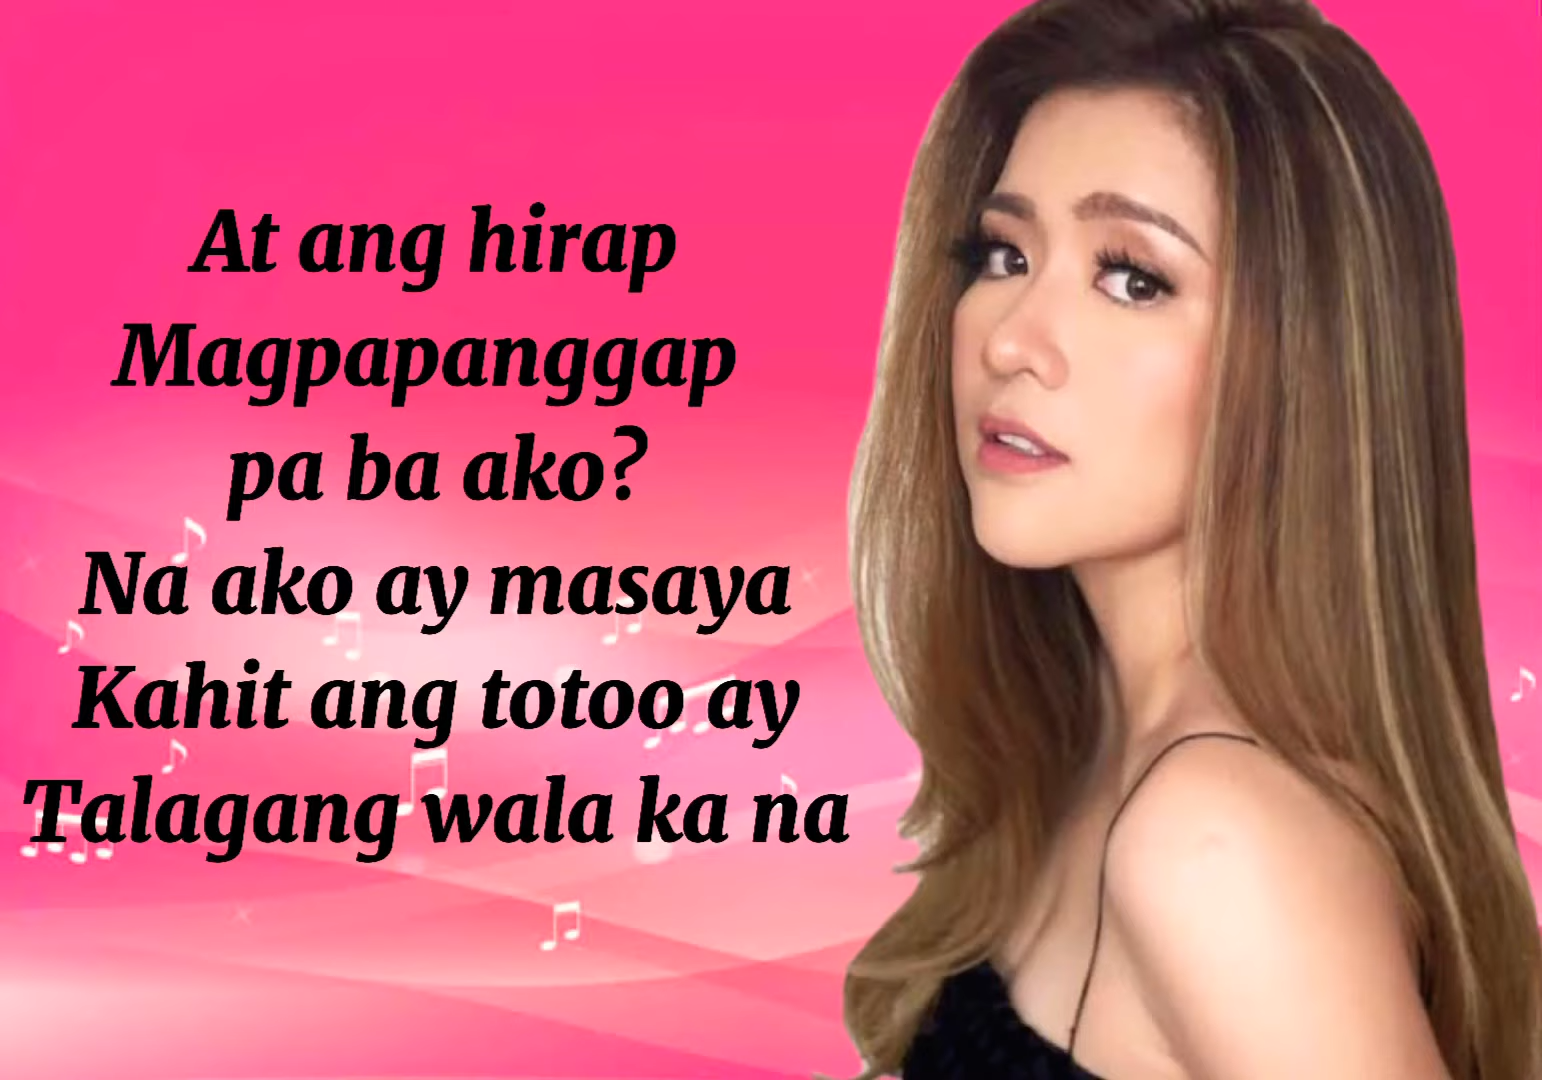 At ang hirap
Magpapanggap
pa ba ako?
Na ako ay masaya
Kahit ang totoo ay
Talagang wala ka na